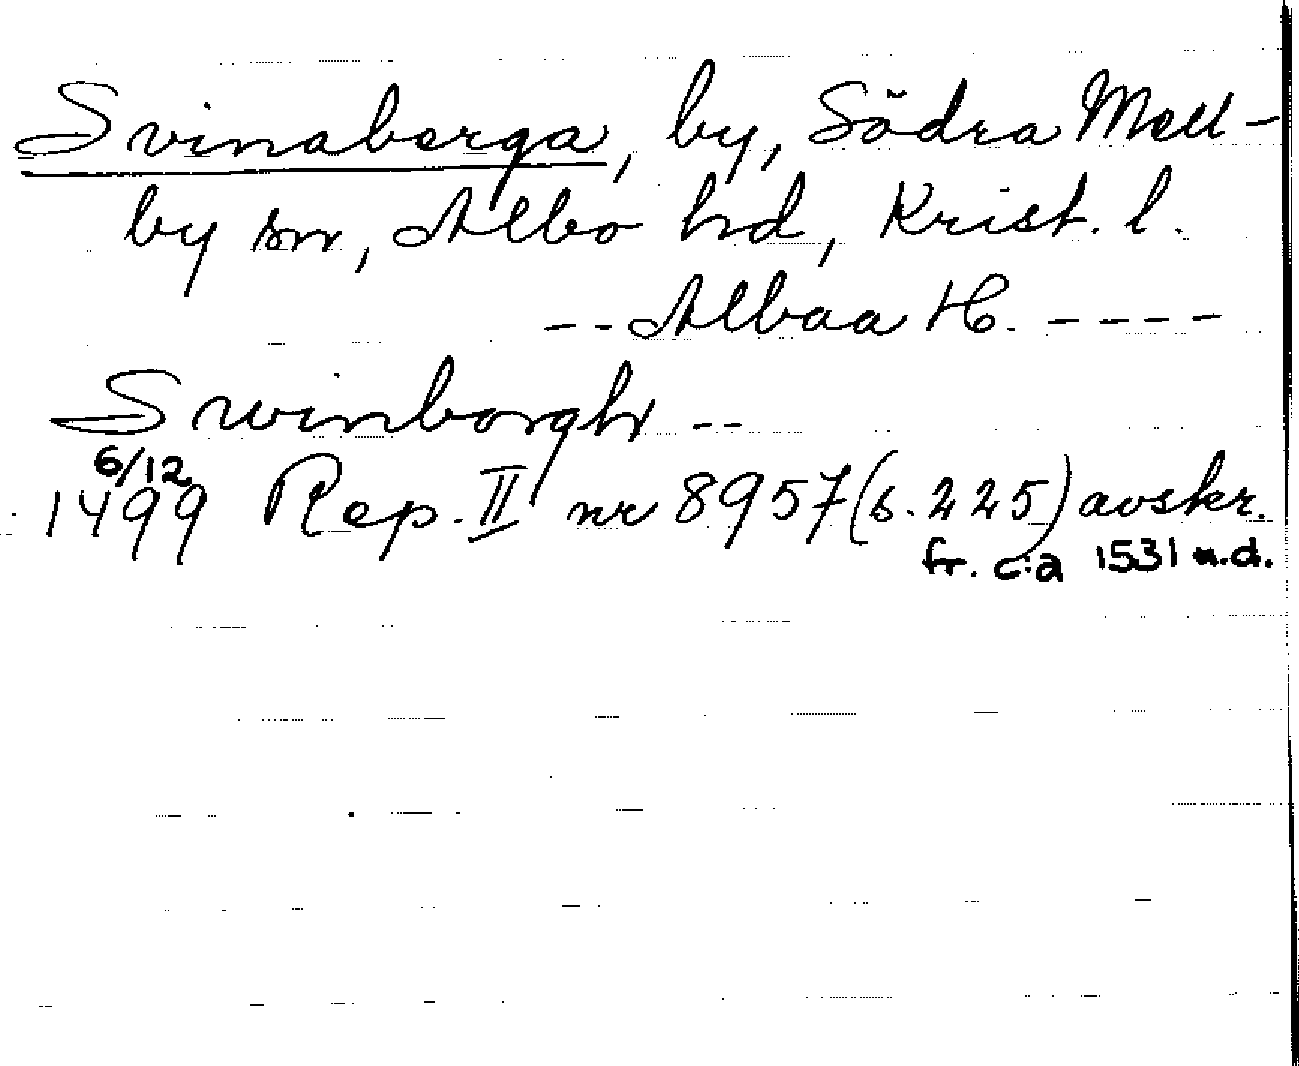 Svinaberga, by, Södra Mell-
by sn, Albo hd, Krist. l.
-- Albaa H. ----
Swinborgh --
6/12
1499 Rep. II nr 8957 (s. 225) avskr.
fr. c:a 1531 n.d.